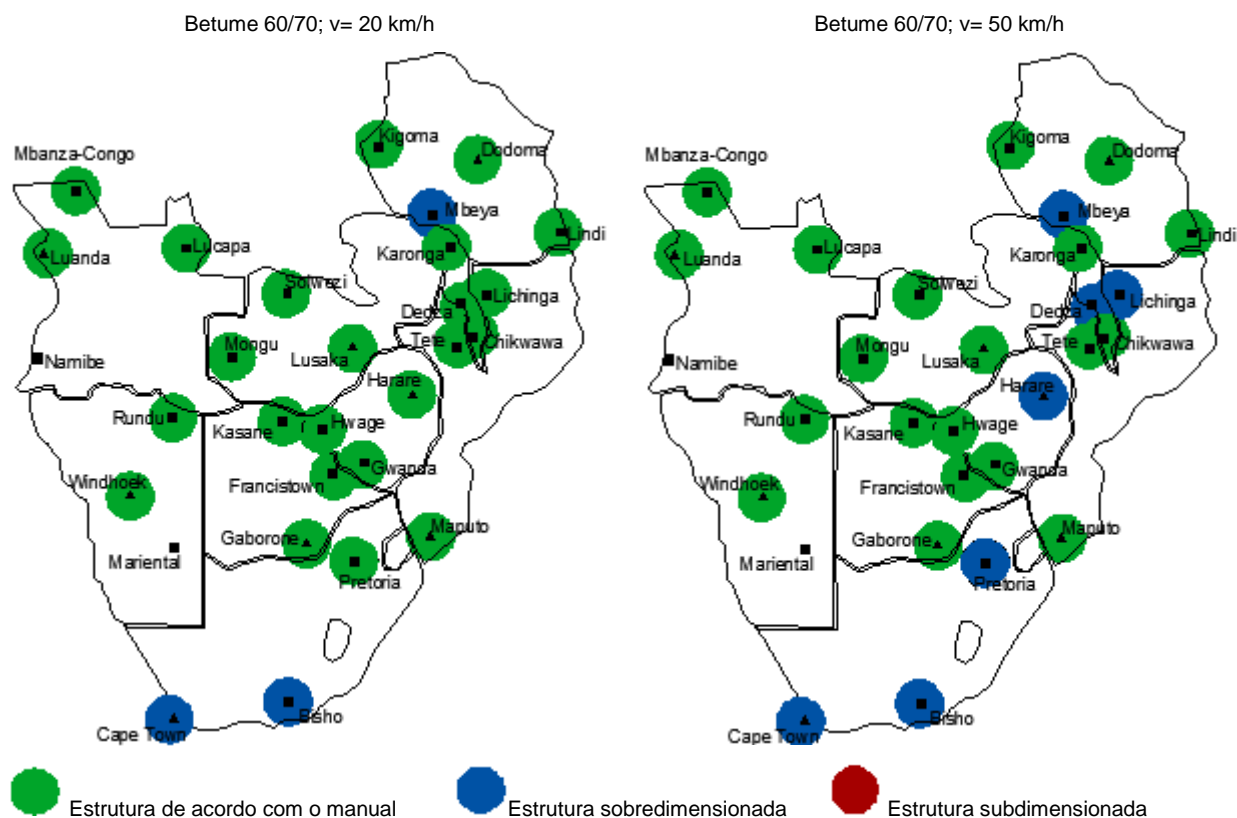 Betume 60/70; v= 20 km/h
Kigoma
Dodoma
Mbanza-Congo
Mbeya
Lindi
Luanda
Lucapa
Karonga
Solwezi
Lichinga
Dedza
Tete
Chikwawa
Mongu
Lusaka
Namibe
Harare
Rundu
Kasane
Hwage
Gwanda
Windhoek
Francistown
Gaborone
Maputo
Mariental
Pretoria
Bisho
Cape Town
Betume 60/70; v= 50 km/h
Kigoma
Dodoma
Mbanza-Congo
Mbeya
Lindi
Luanda
Lucapa
Karonga
Solwezi
Lichinga
Dedza
Tete
Chikwawa
Mongu
Lusaka
Namibe
Harare
Rundu
Kasane
Hwage
Gwanda
Windhoek
Francistown
Gaborone
Maputo
Mariental
Pretoria
Bisho
Cape Town
Estrutura de acordo com o manual
Estrutura sobredimensionada
Estrutura subdimensionada